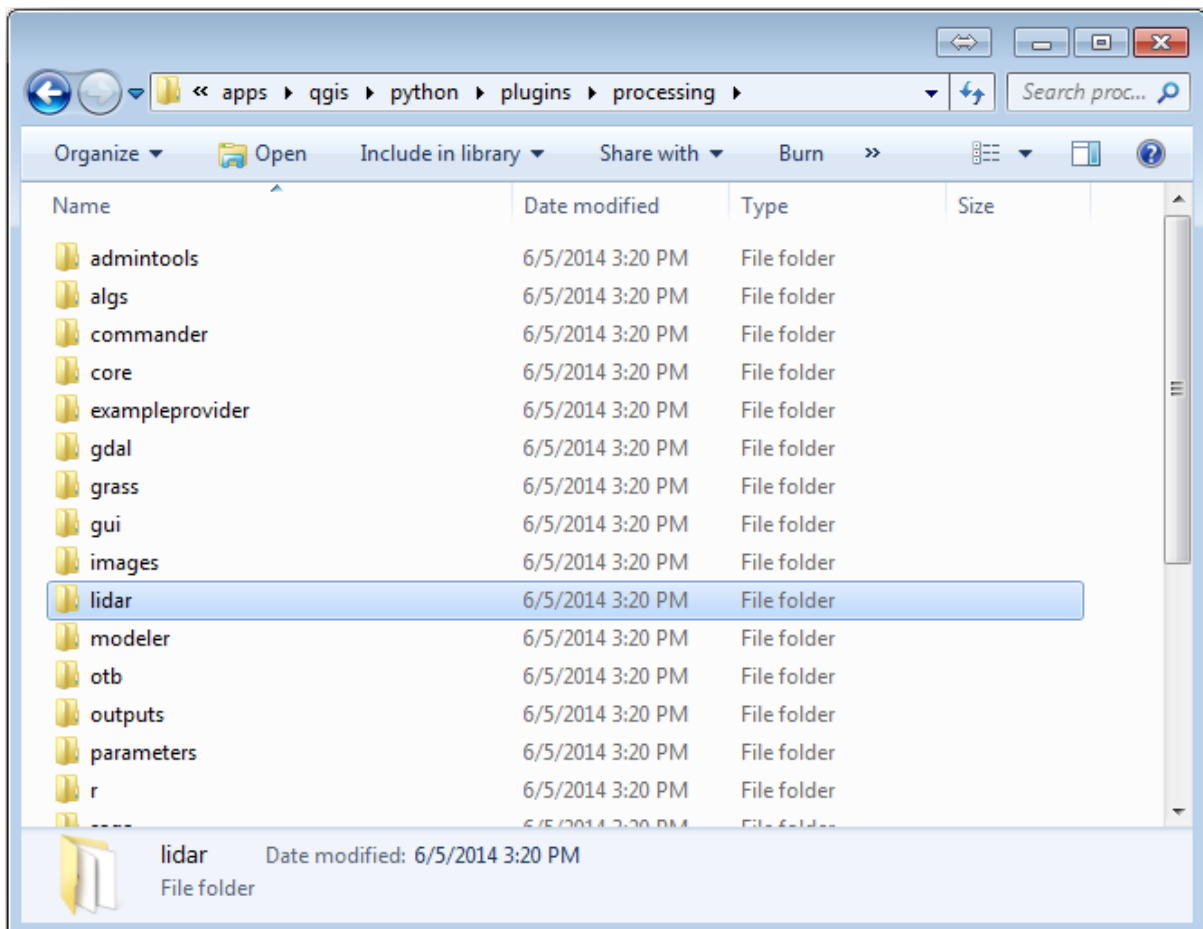 « apps ▸ qgis ▸ python ▸ plugins ▸ processing ▸ Search proc...
Organize Open Include in library Share with Burn »
Name Date modified Type Size
admintools 6/5/2014 3:20 PM File folder
algs 6/5/2014 3:20 PM File folder
commander 6/5/2014 3:20 PM File folder
core 6/5/2014 3:20 PM File folder
exampleprovider 6/5/2014 3:20 PM File folder
gdal 6/5/2014 3:20 PM File folder
grass 6/5/2014 3:20 PM File folder
gui 6/5/2014 3:20 PM File folder
images 6/5/2014 3:20 PM File folder
lidar 6/5/2014 3:20 PM File folder
modeler 6/5/2014 3:20 PM File folder
otb 6/5/2014 3:20 PM File folder
outputs 6/5/2014 3:20 PM File folder
parameters 6/5/2014 3:20 PM File folder
r 6/5/2014 3:20 PM File folder
6/5/2014 3:20 PM File folder
lidar Date modified: 6/5/2014 3:20 PM
File folder